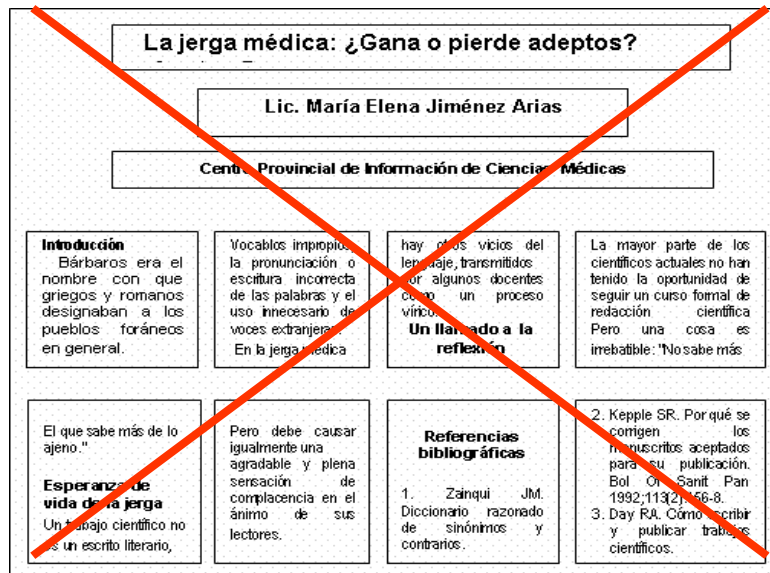 La jerga médica: ¿Gana o pierde adeptos?
Lic. María Elena Jiménez Arias
Centro Provincial de Información de Ciencias Médicas
Introducción
Bárbaros era el
nombre con que
griegos y romanos
designaban a los
pueblos foráneos
en general.
Vocablos impropios,
la pronunciación o
escritura incorrecta
de las palabras y el
uso innecesario de
voces extranjeras.
En la jerga médica
hay otros vicios del
lenguaje, transmitidos
por algunos docentes
como un proceso
vírico.
Un llamado a la
reflexión
La mayor parte de los
científicos actuales no han
tenido la oportunidad de
seguir un curso formal de
redacción científica
Pero una cosa es
irrebatible: "No sabe más
El que sabe más de lo
ajeno."
Esperanza de
vida de la jerga
Un trabajo científico no
es un escrito literario,
Pero debe causar
igualmente una
agradable y plena
sensación de
complacencia en el
ánimo de sus
lectores.
Referencias
bibliográficas
1. Zainqui JM.
Diccionario razonado
de sinónimos y
contrarios.
2. Kepple SR. Por qué se
corrigen los
manuscritos aceptados
para su publicación.
Bol Of Sanit Pan
1992;113(2):156-8.
3. Day RA. Cómo escribir
y publicar trabajos
científicos.